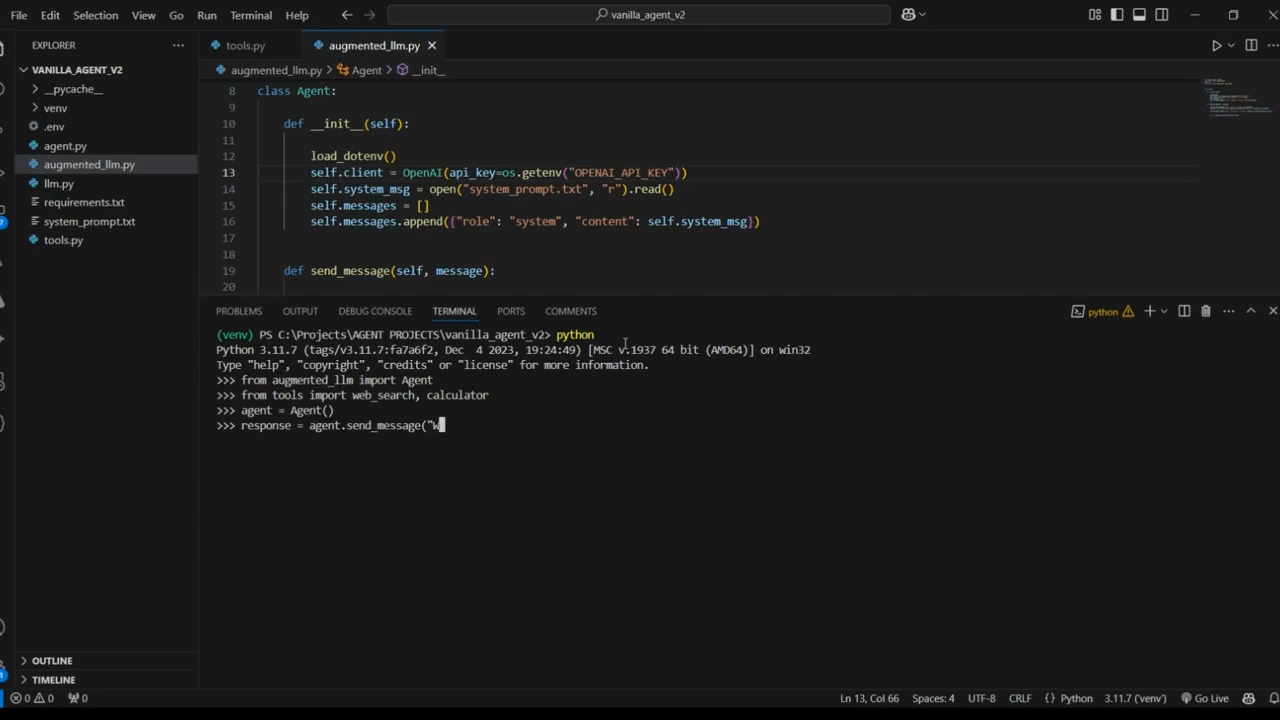 File Edit Selection View Go Run Terminal Help
vanilla_agent_v2
EXPLORER
VANILLA_AGENT_V2
__pycache__
venv
.env
agent.py
augmented_llm.py
llm.py
requirements.txt
system_prompt.txt
tools.py
OUTLINE
TIMELINE
tools.py augmented_llm.py
augmented_llm.py > Agent > __init__
8 class Agent:
9
10 def __init__(self):
11
12 load_dotenv()
13 self.client = OpenAI(api_key=os.getenv("OPENAI_API_KEY"))
14 self.system_msg = open("system_prompt.txt", "r").read()
15 self.messages = []
16 self.messages.append({"role": "system", "content": self.system_msg})
17
18
19 def send_message(self, message):
20
PROBLEMS OUTPUT DEBUG CONSOLE TERMINAL PORTS COMMENTS
python
(venv) PS C:\Projects\AGENT PROJECTS\vanilla_agent_v2> python
Python 3.11.7 (tags/v3.11.7:fa7a6f2, Dec 4 2023, 19:24:49) [MSC v.1937 64 bit (AMD64)] on win32
Type "help", "copyright", "credits" or "license" for more information.
>>> from augmented_llm import Agent
>>> from tools import web_search, calculator
>>> agent = Agent()
>>> response = agent.send_message("W
0 0 0 Ln 13, Col 66 Spaces: 4 UTF-8 CRLF {} Python 3.11.7 ('venv') Go Live